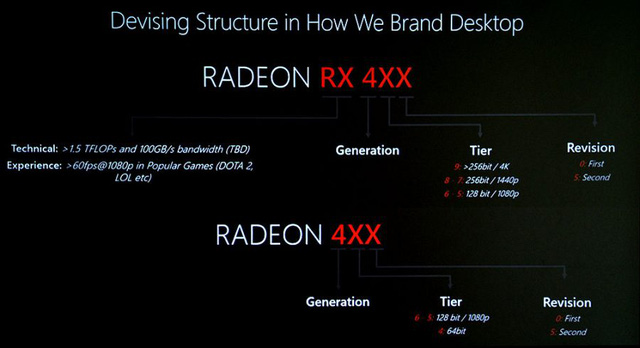 Devising Structure in How We Brand Desktop
RADEON RX 4XX
Technical: >1.5 TFLOPs and 100GB/s bandwidth (TBD)
Experience: >60fps@1080p in Popular Games (DOTA 2,
LOL etc)
Generation
Tier
9: >256bit / 4K
8 - 7: 256bit / 1440p
6 - 5: 128 bit / 1080p
Revision
0: First
5: Second
RADEON 4XX
Generation
Tier
6 - 5: 128 bit / 1080p
4: 64bit
Revision
0: First
5: Second